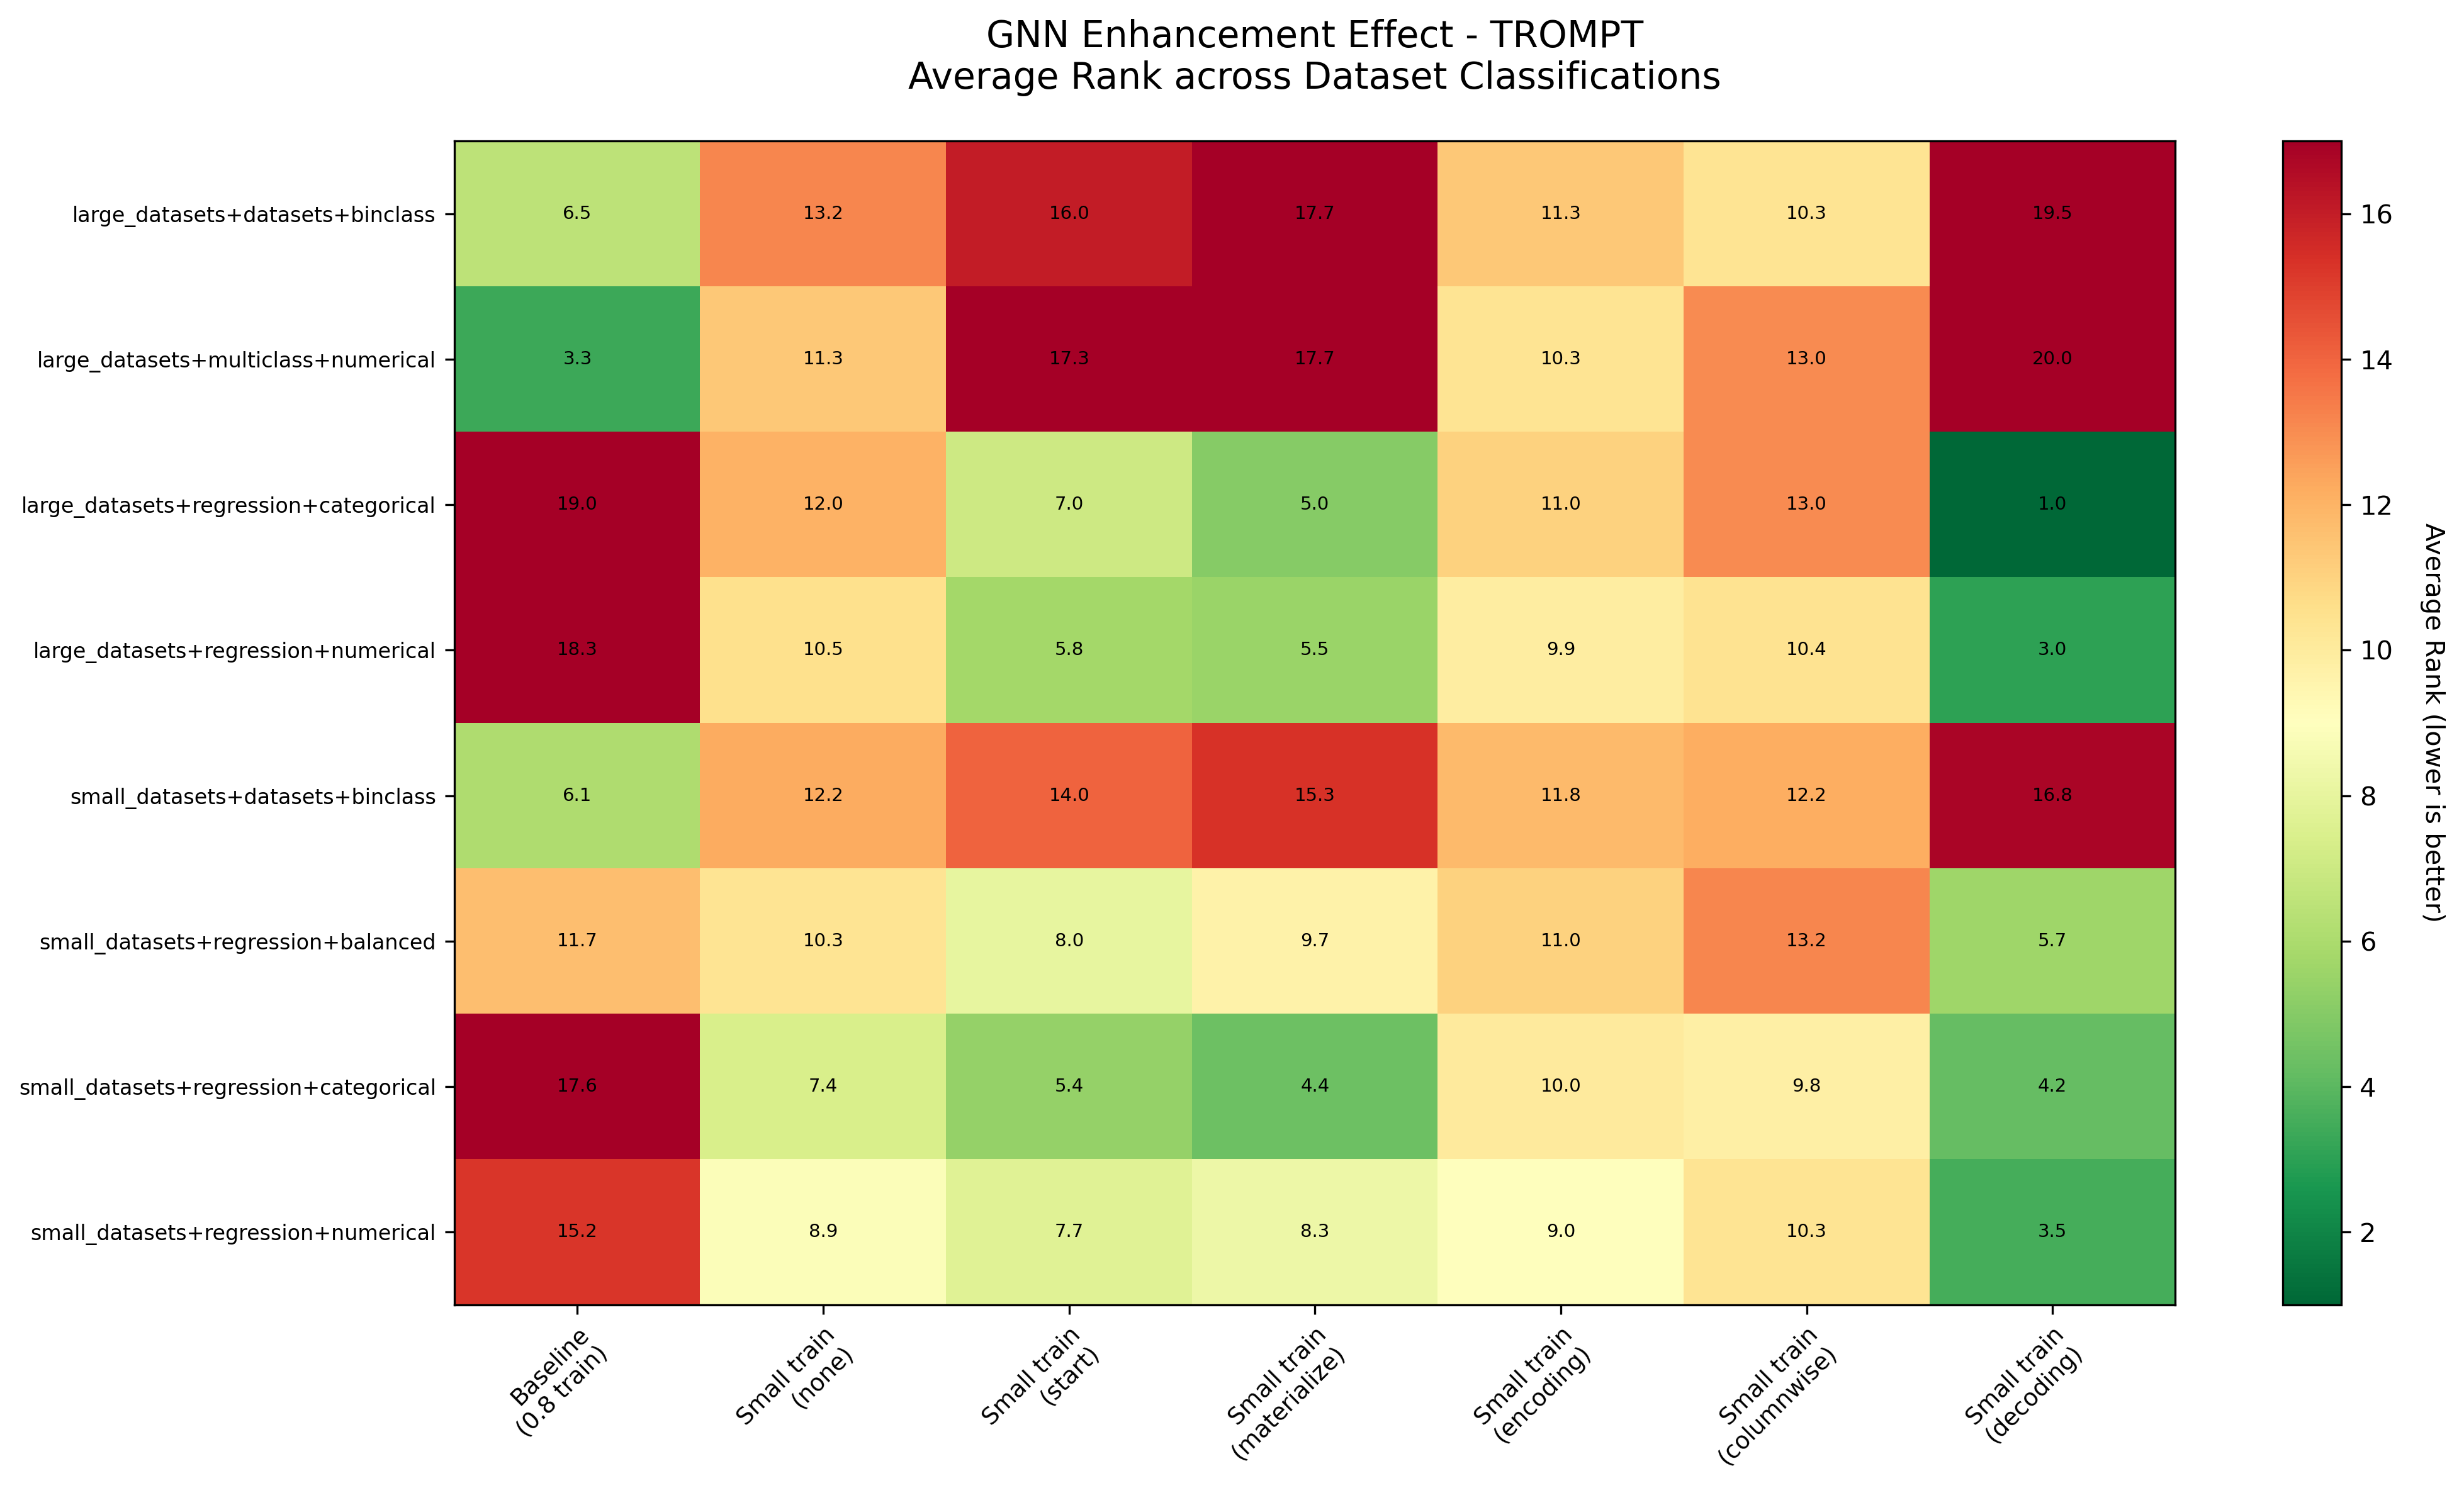 GNN Enhancement Effect - TROMPT
Average Rank across Dataset Classifications
large_datasets+datasets+binclass 6.5 13.2 16.0 17.7 11.3 10.3 19.5
large_datasets+multiclass+numerical 3.3 11.3 17.3 17.7 10.3 13.0 20.0
large_datasets+regression+categorical 19.0 12.0 7.0 5.0 11.0 13.0 1.0
large_datasets+regression+numerical 18.3 10.5 5.8 5.5 9.9 10.4 3.0
small_datasets+datasets+binclass 6.1 12.2 14.0 15.3 11.8 12.2 16.8
small_datasets+regression+balanced 11.7 10.3 8.0 9.7 11.0 13.2 5.7
small_datasets+regression+categorical 17.6 7.4 5.4 4.4 10.0 9.8 4.2
small_datasets+regression+numerical 15.2 8.9 7.7 8.3 9.0 10.3 3.5
Baseline
(0.8 train)
Small train
(none)
Small train
(start)
Small train
(materialize)
Small train
(encoding)
Small train
(columnwise)
Small train
(decoding)
16
14
12
10
8
6
4
2
Average Rank (lower is better)